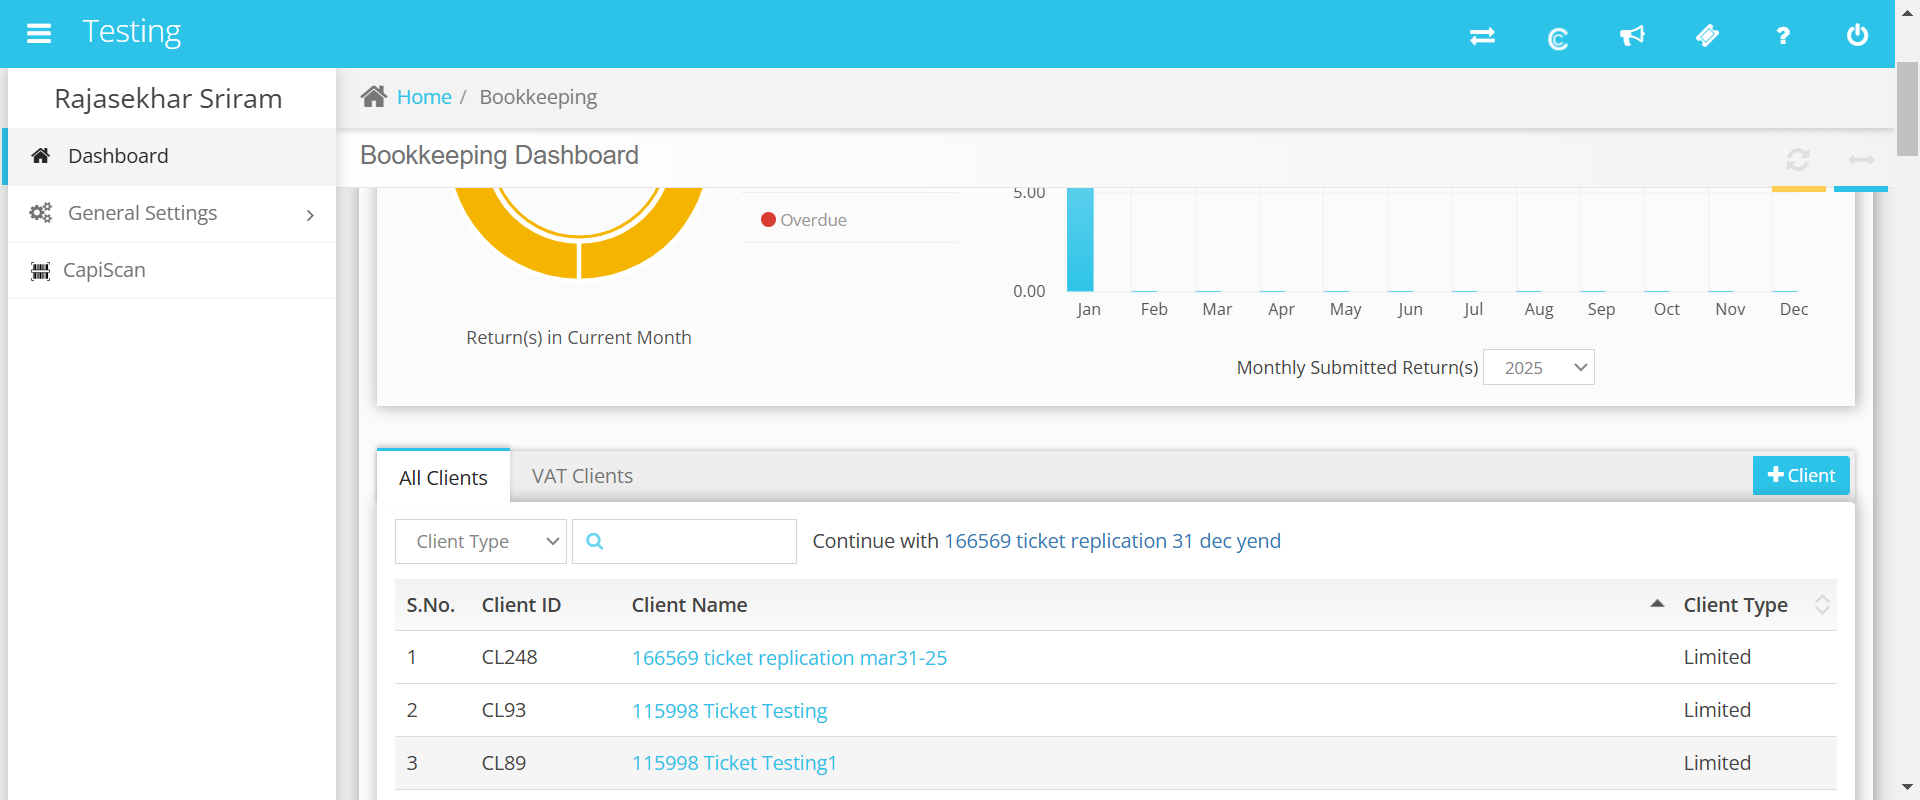 Testing
Rajasekhar Sriram
Dashboard
General Settings
CapiScan
Home / Bookkeeping
Bookkeeping Dashboard
Overdue
Return(s) in Current Month
5.00
0.00
Jan Feb Mar Apr May Jun Jul Aug Sep Oct Nov Dec
Monthly Submitted Return(s) 2025
All Clients VAT Clients
Client
Client Type
Continue with 166569 ticket replication 31 dec yend
S.No. Client ID Client Name Client Type
1 CL248 166569 ticket replication mar31-25 Limited
2 CL93 115998 Ticket Testing Limited
3 CL89 115998 Ticket Testing1 Limited